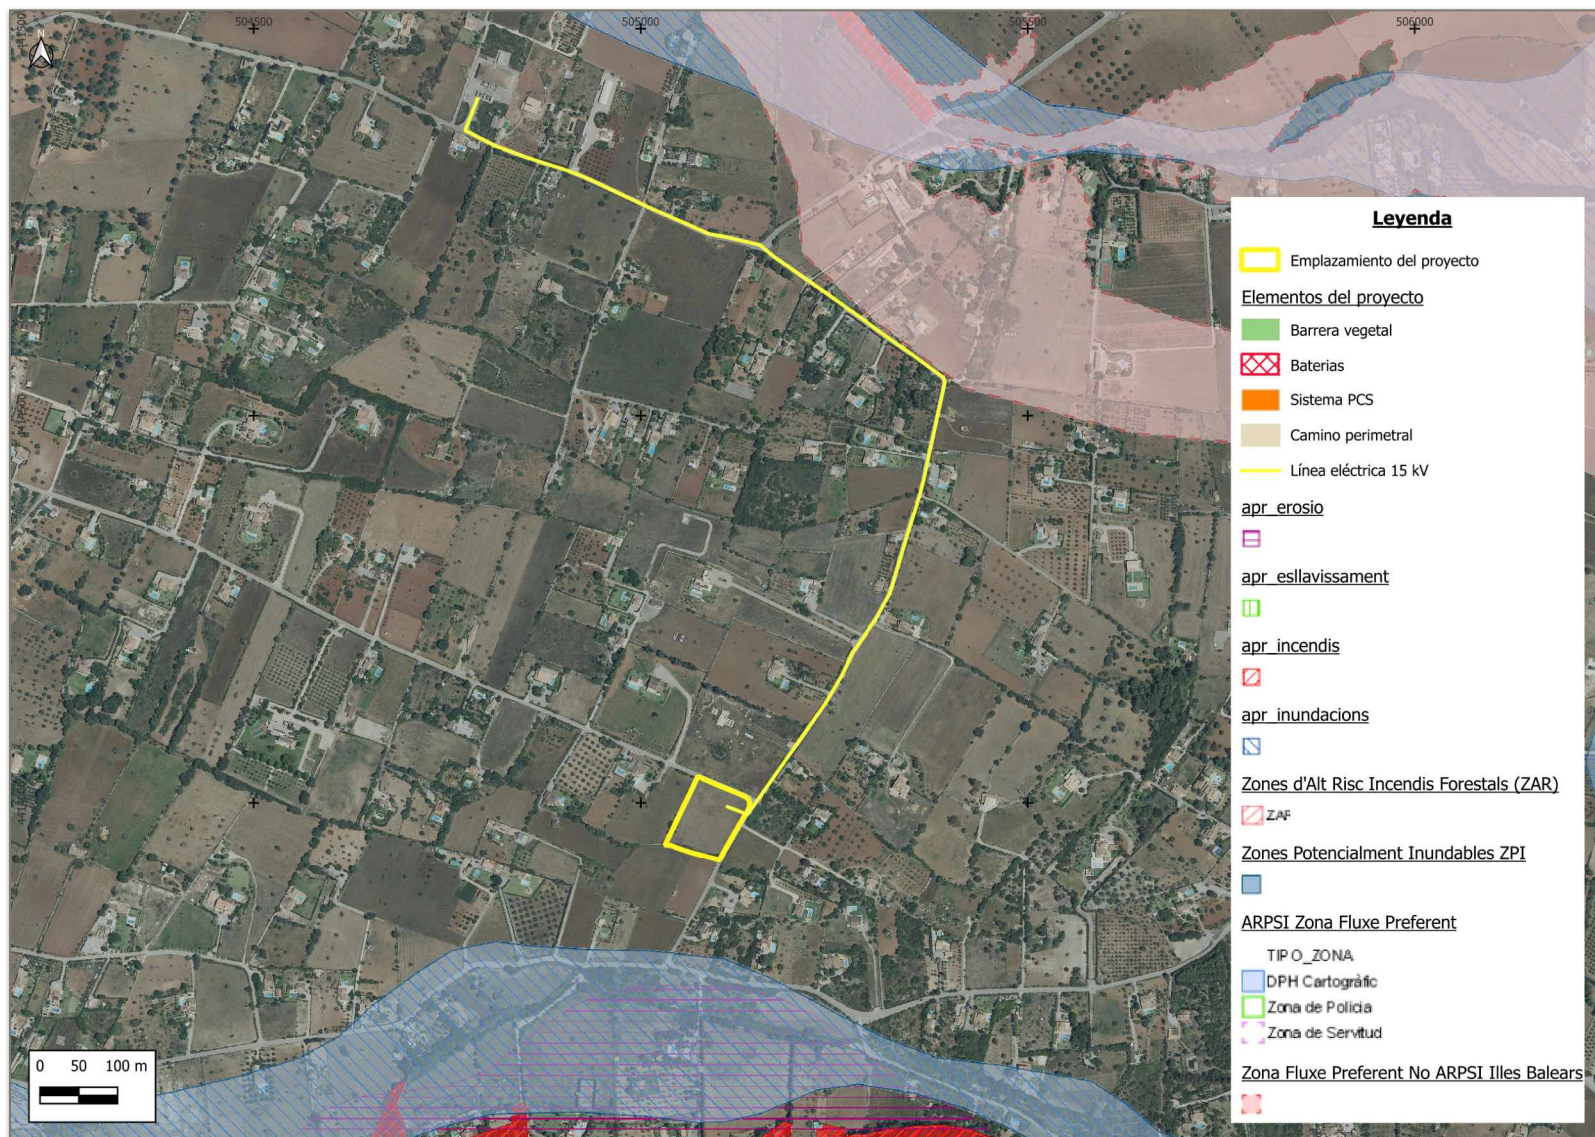 504500
505000
505500
506000
N
Leyenda
Emplazamiento del proyecto
Elementos del proyecto
Barrera vegetal
Baterias
Sistema PCS
Camino perimetral
Línea eléctrica 15 kV
apr_erosio
apr_esllavissament
apr_incendis
apr_inundacions
Zones d'Alt Risc Incendis Forestals (ZAR)
ZAR
Zones Potencialment Inundables ZPI
ARPSI Zona Fluxe Preferent
TIPO_ZONA
DPH Cartogràfic
Zona de Policia
Zona de Servitud
Zona Fluxe Preferent No ARPSI Illes Balears
0 50 100 m